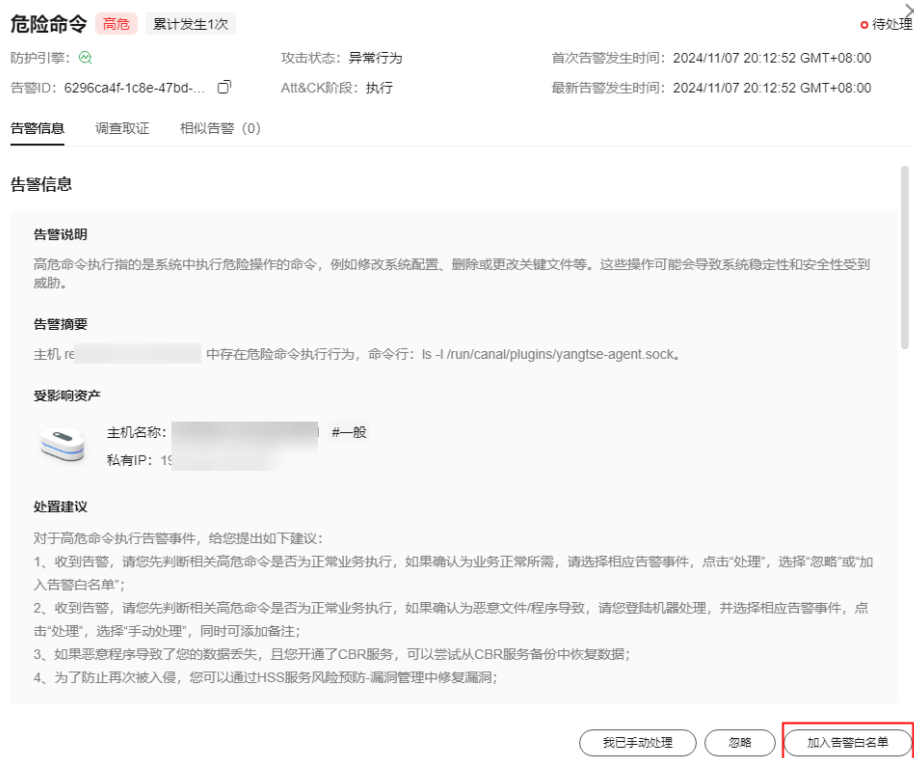 危险命令 高危 累计发生1次 待处理
防护引擎： 攻击状态：异常行为 首次告警发生时间：2024/11/07 20:12:52 GMT+08:00
告警ID：6296ca4f-1c8e-47bd-... Att&CK阶段：执行 最新告警发生时间：2024/11/07 20:12:52 GMT+08:00
告警信息 调查取证 相似告警（0）
告警信息
告警说明
高危命令执行指的是系统中执行危险操作的命令，例如修改系统配置、删除或更改关键文件等。这些操作可能会导致系统稳定性和安全性受到
威胁。
告警摘要
主机 re 中存在危险命令执行行为，命令行：ls -l /run/canal/plugins/yangtse-agent.sock。
受影响资产
主机名称： #一般
私有IP：19
处置建议
对于高危命令执行告警事件，给您提出如下建议：
1、收到告警，请您先判断相关高危命令是否为正常业务执行，如果确认为业务正常所需，请选择相应告警事件，点击“处理”，选择“忽略”或“加
入告警白名单”；
2、收到告警，请您先判断相关高危命令是否为正常业务执行，如果确认为恶意文件/程序导致，请您登陆机器处理，并选择相应告警事件，点
击“处理”，选择“手动处理”，同时可添加备注；
3、如果恶意程序导致了您的数据丢失，且您开通了CBR服务，可以尝试从CBR服务备份中恢复数据；
4、为了防止再次被入侵，您可以通过HSS服务风险预防-漏洞管理中修复漏洞；
我已手动处理 忽略 加入告警白名单